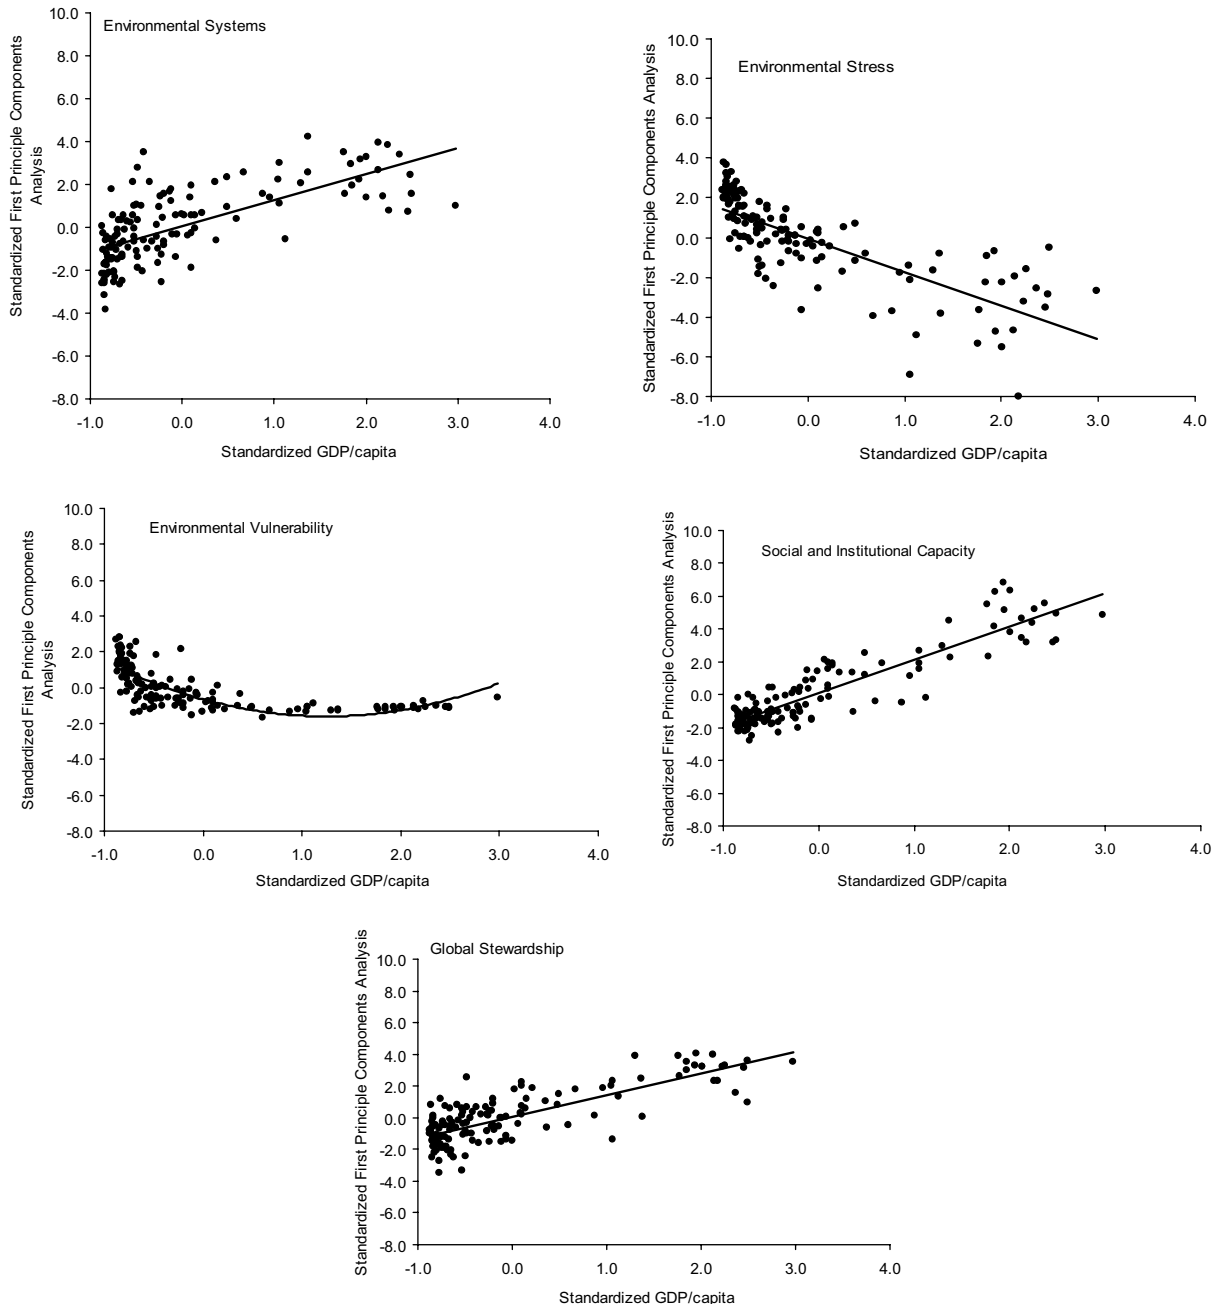 Environmental Systems
Standardized First Principle Components
Analysis
10.0
8.0
6.0
4.0
2.0
0.0
-2.0
-4.0
-6.0
-8.0
-1.0 0.0 1.0 2.0 3.0 4.0
Standardized GDP/capita
Environmental Stress
Standardized First Principle Components Analysis
10.0
8.0
6.0
4.0
2.0
0.0
-2.0
-4.0
-6.0
-8.0
-1.0 0.0 1.0 2.0 3.0 4.0
Standardized GDP/capita
Environmental Vulnerability
Standardized First Principle Components
Analysis
10.0
8.0
6.0
4.0
2.0
0.0
-2.0
-4.0
-6.0
-8.0
-1.0 0.0 1.0 2.0 3.0 4.0
Standardized GDP/capita
Social and Institutional Capacity
Standardized First Principle Components Analysis
10.0
8.0
6.0
4.0
2.0
0.0
-2.0
-4.0
-6.0
-8.0
-1.0 0.0 1.0 2.0 3.0 4.0
Standardized GDP/capita
Global Stewardship
Standardized First Principle Components Analysis
10.0
8.0
6.0
4.0
2.0
0.0
-2.0
-4.0
-6.0
-8.0
-1.0 0.0 1.0 2.0 3.0 4.0
Standardized GDP/capita